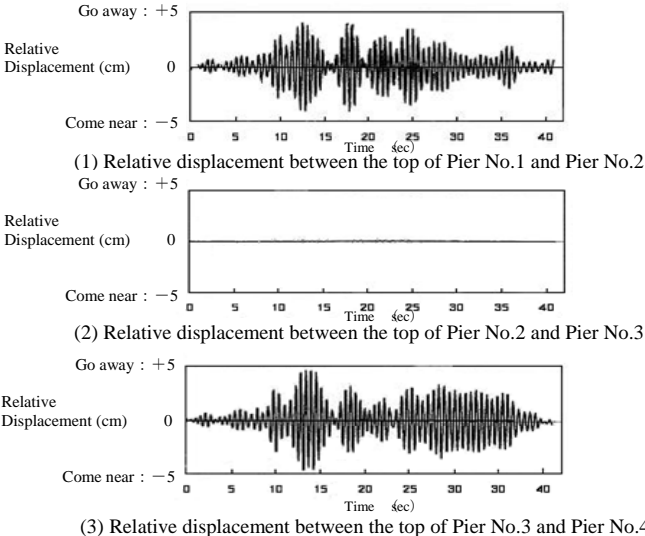 Go away : +5
Relative
Displacement (cm) 0
Come near : −5
0 5 10 15 20 25 30 35 40
Time (sec)
(1) Relative displacement between the top of Pier No.1 and Pier No.2
Go away : +5
Relative
Displacement (cm) 0
Come near : −5
0 5 10 15 20 25 30 35 40
Time (sec)
(2) Relative displacement between the top of Pier No.2 and Pier No.3
Go away : +5
Relative
Displacement (cm) 0
Come near : −5
0 5 10 15 20 25 30 30 40
Time (sec)
(3) Relative displacement between the top of Pier No.3 and Pier No.4